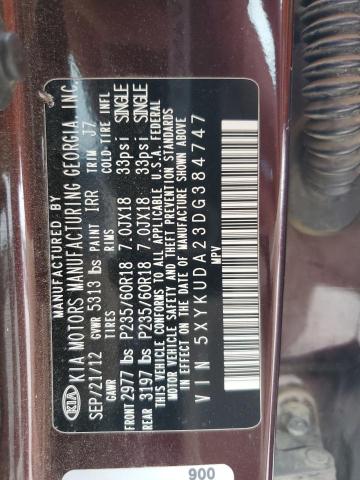 MANUFACTURED BY
KIA KIA MOTORS MANUFACTURING GEORGIA INC.
SEP/21/12 PAINT IRR TRIM J7
GVWR 5313 lbs
GAWR TIRES RIMS COLD-TIRE INFL
FRONT 2977 lbs P235/60R18 7.0JX18 33psi SINGLE
REAR 3197 lbs P235/60R18 7.0JX18 33psi SINGLE
THIS VEHICLE CONFORMS TO ALL APPLICABLE U.S.A. FEDERAL
MOTOR VEHICLE SAFETY AND THEFT PREVENTION STANDARDS
IN EFFECT ON THE DATE OF MANUFACTURE SHOWN ABOVE
VIN 5XYKUDA23DG384747
MPV
900